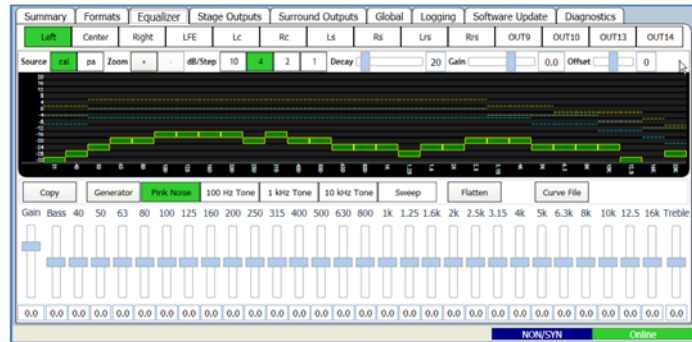 Summary Formats Equalizer Stage Outputs Surround Outputs Global Logging Software Update Diagnostics
Left Center Right LFE Lc Rc Ls Rs Lrs Rrs OUT9 OUT10 OUT13 OUT14
Source cal pa Zoom + - dB/Step 10 4 2 1 Decay 20 Gain 0.0 Offset 0
Copy Generator Pink Noise 100 Hz Tone 1 kHz Tone 10 kHz Tone Sweep Flatten Curve File
Gain Bass 40 50 63 80 100 125 160 200 250 315 400 500 630 800 1k 1.25 1.6k 2k 2.5k 3.15 4k 5k 6.3k 8k 10k 12.5 16k Treble
0.0 0.0 0.0 0.0 0.0 0.0 0.0 0.0 0.0 0.0 0.0 0.0 0.0 0.0 0.0 0.0 0.0 0.0 0.0 0.0 0.0 0.0 0.0 0.0 0.0 0.0 0.0 0.0 0.0 0.0
NON/SYN Online